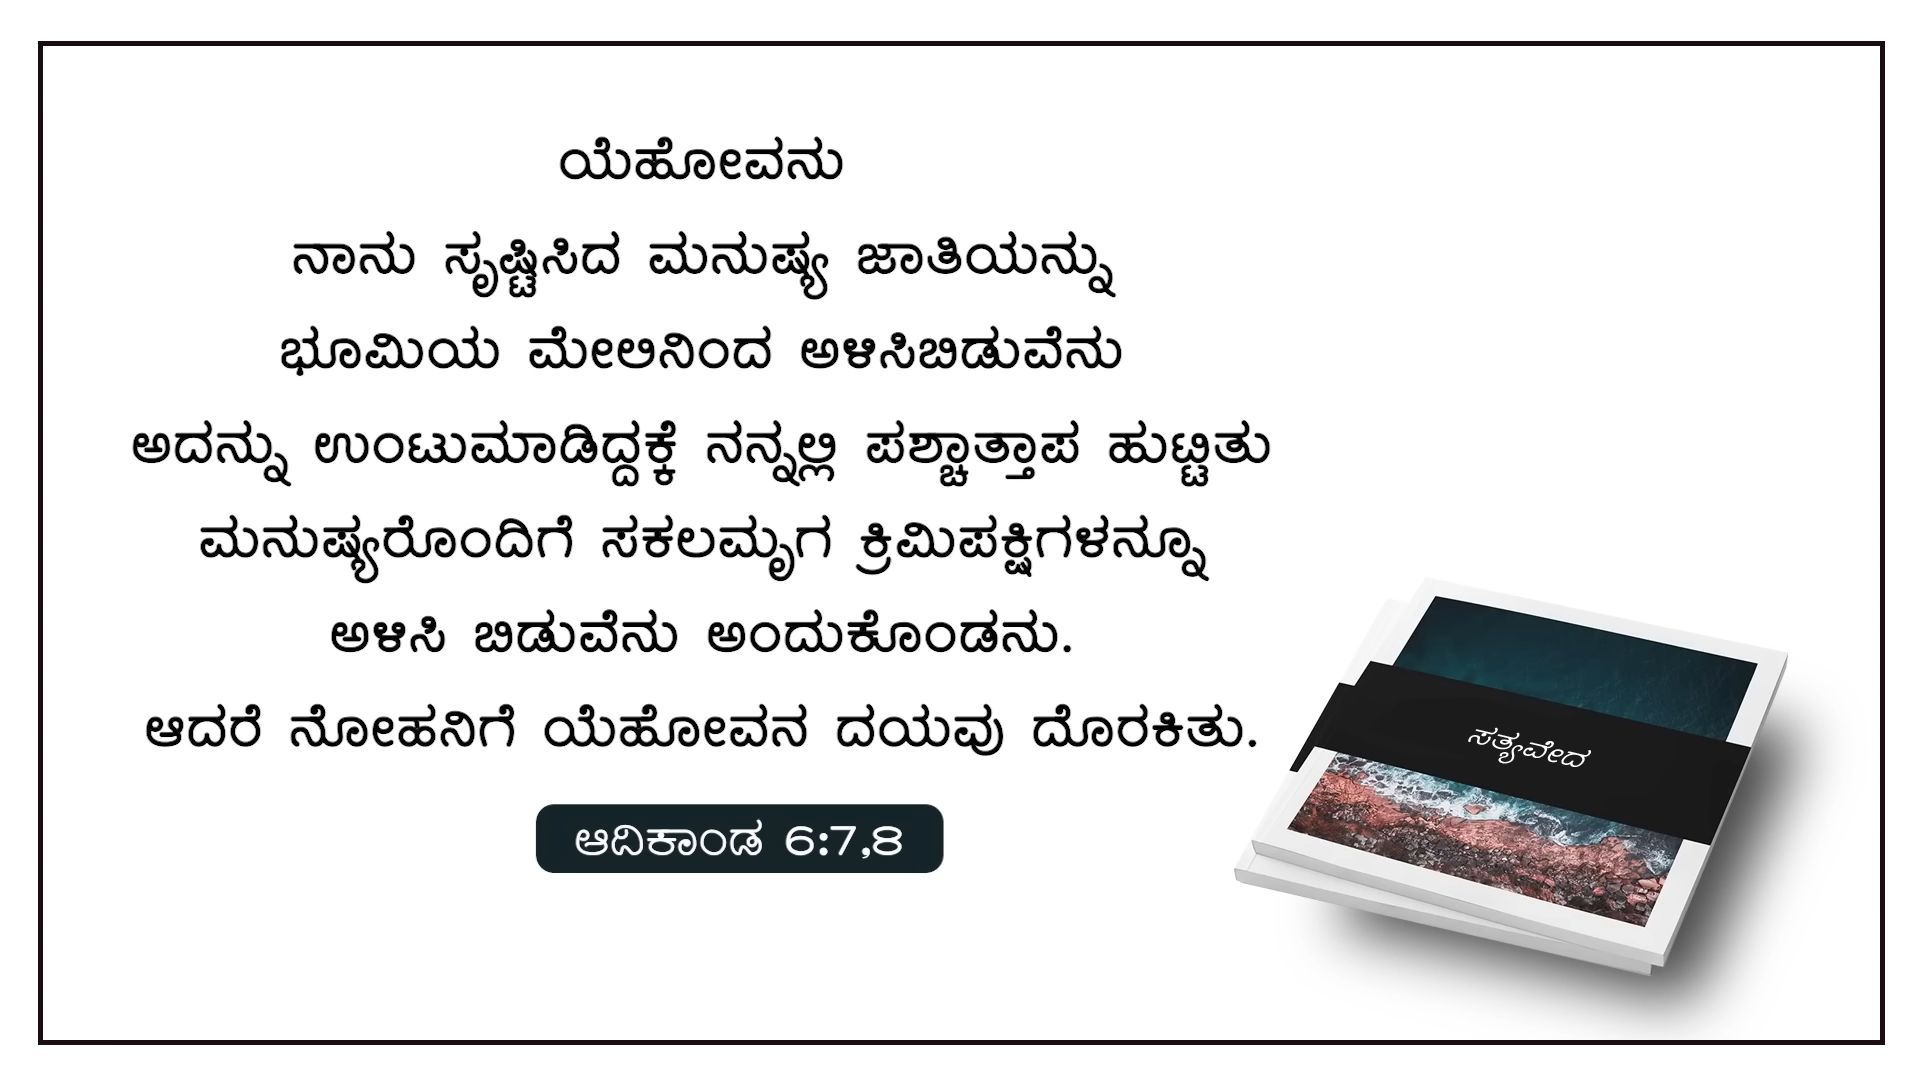 ಯೆಹೋವನು
ನಾನು ಸೃಷ್ಟಿಸಿದ ಮನುಷ್ಯ ಜಾತಿಯನ್ನು
ಭೂಮಿಯ ಮೇಲಿನಿಂದ ಅಳಿಸಿಬಿಡುವೆನು
ಅದನ್ನು ಉಂಟುಮಾಡಿದ್ದಕ್ಕೆ ನನ್ನಲ್ಲಿ ಪಶ್ಚಾತ್ತಾಪ ಹುಟ್ಟಿತು
ಮನುಷ್ಯರೊಂದಿಗೆ ಸಕಲಮೃಗ ಕ್ರಿಮಿಪಕ್ಷಿಗಳನ್ನೂ
ಅಳಿಸಿ ಬಿಡುವೆನು ಅಂದುಕೊಂಡನು.
ಆದರೆ ನೋಹನಿಗೆ ಯೆಹೋವನ ದಯವು ದೊರಕಿತು.
ಆದಿಕಾಂಡ 6:7,8
ಸತ್ಯವೇದ